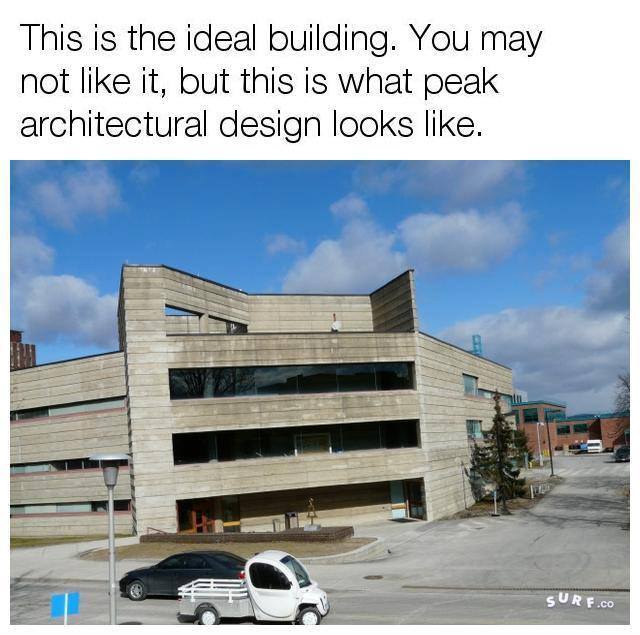 This is the ideal building. You may
not like it, but this is what peak
architectural design looks like.
SURF.co